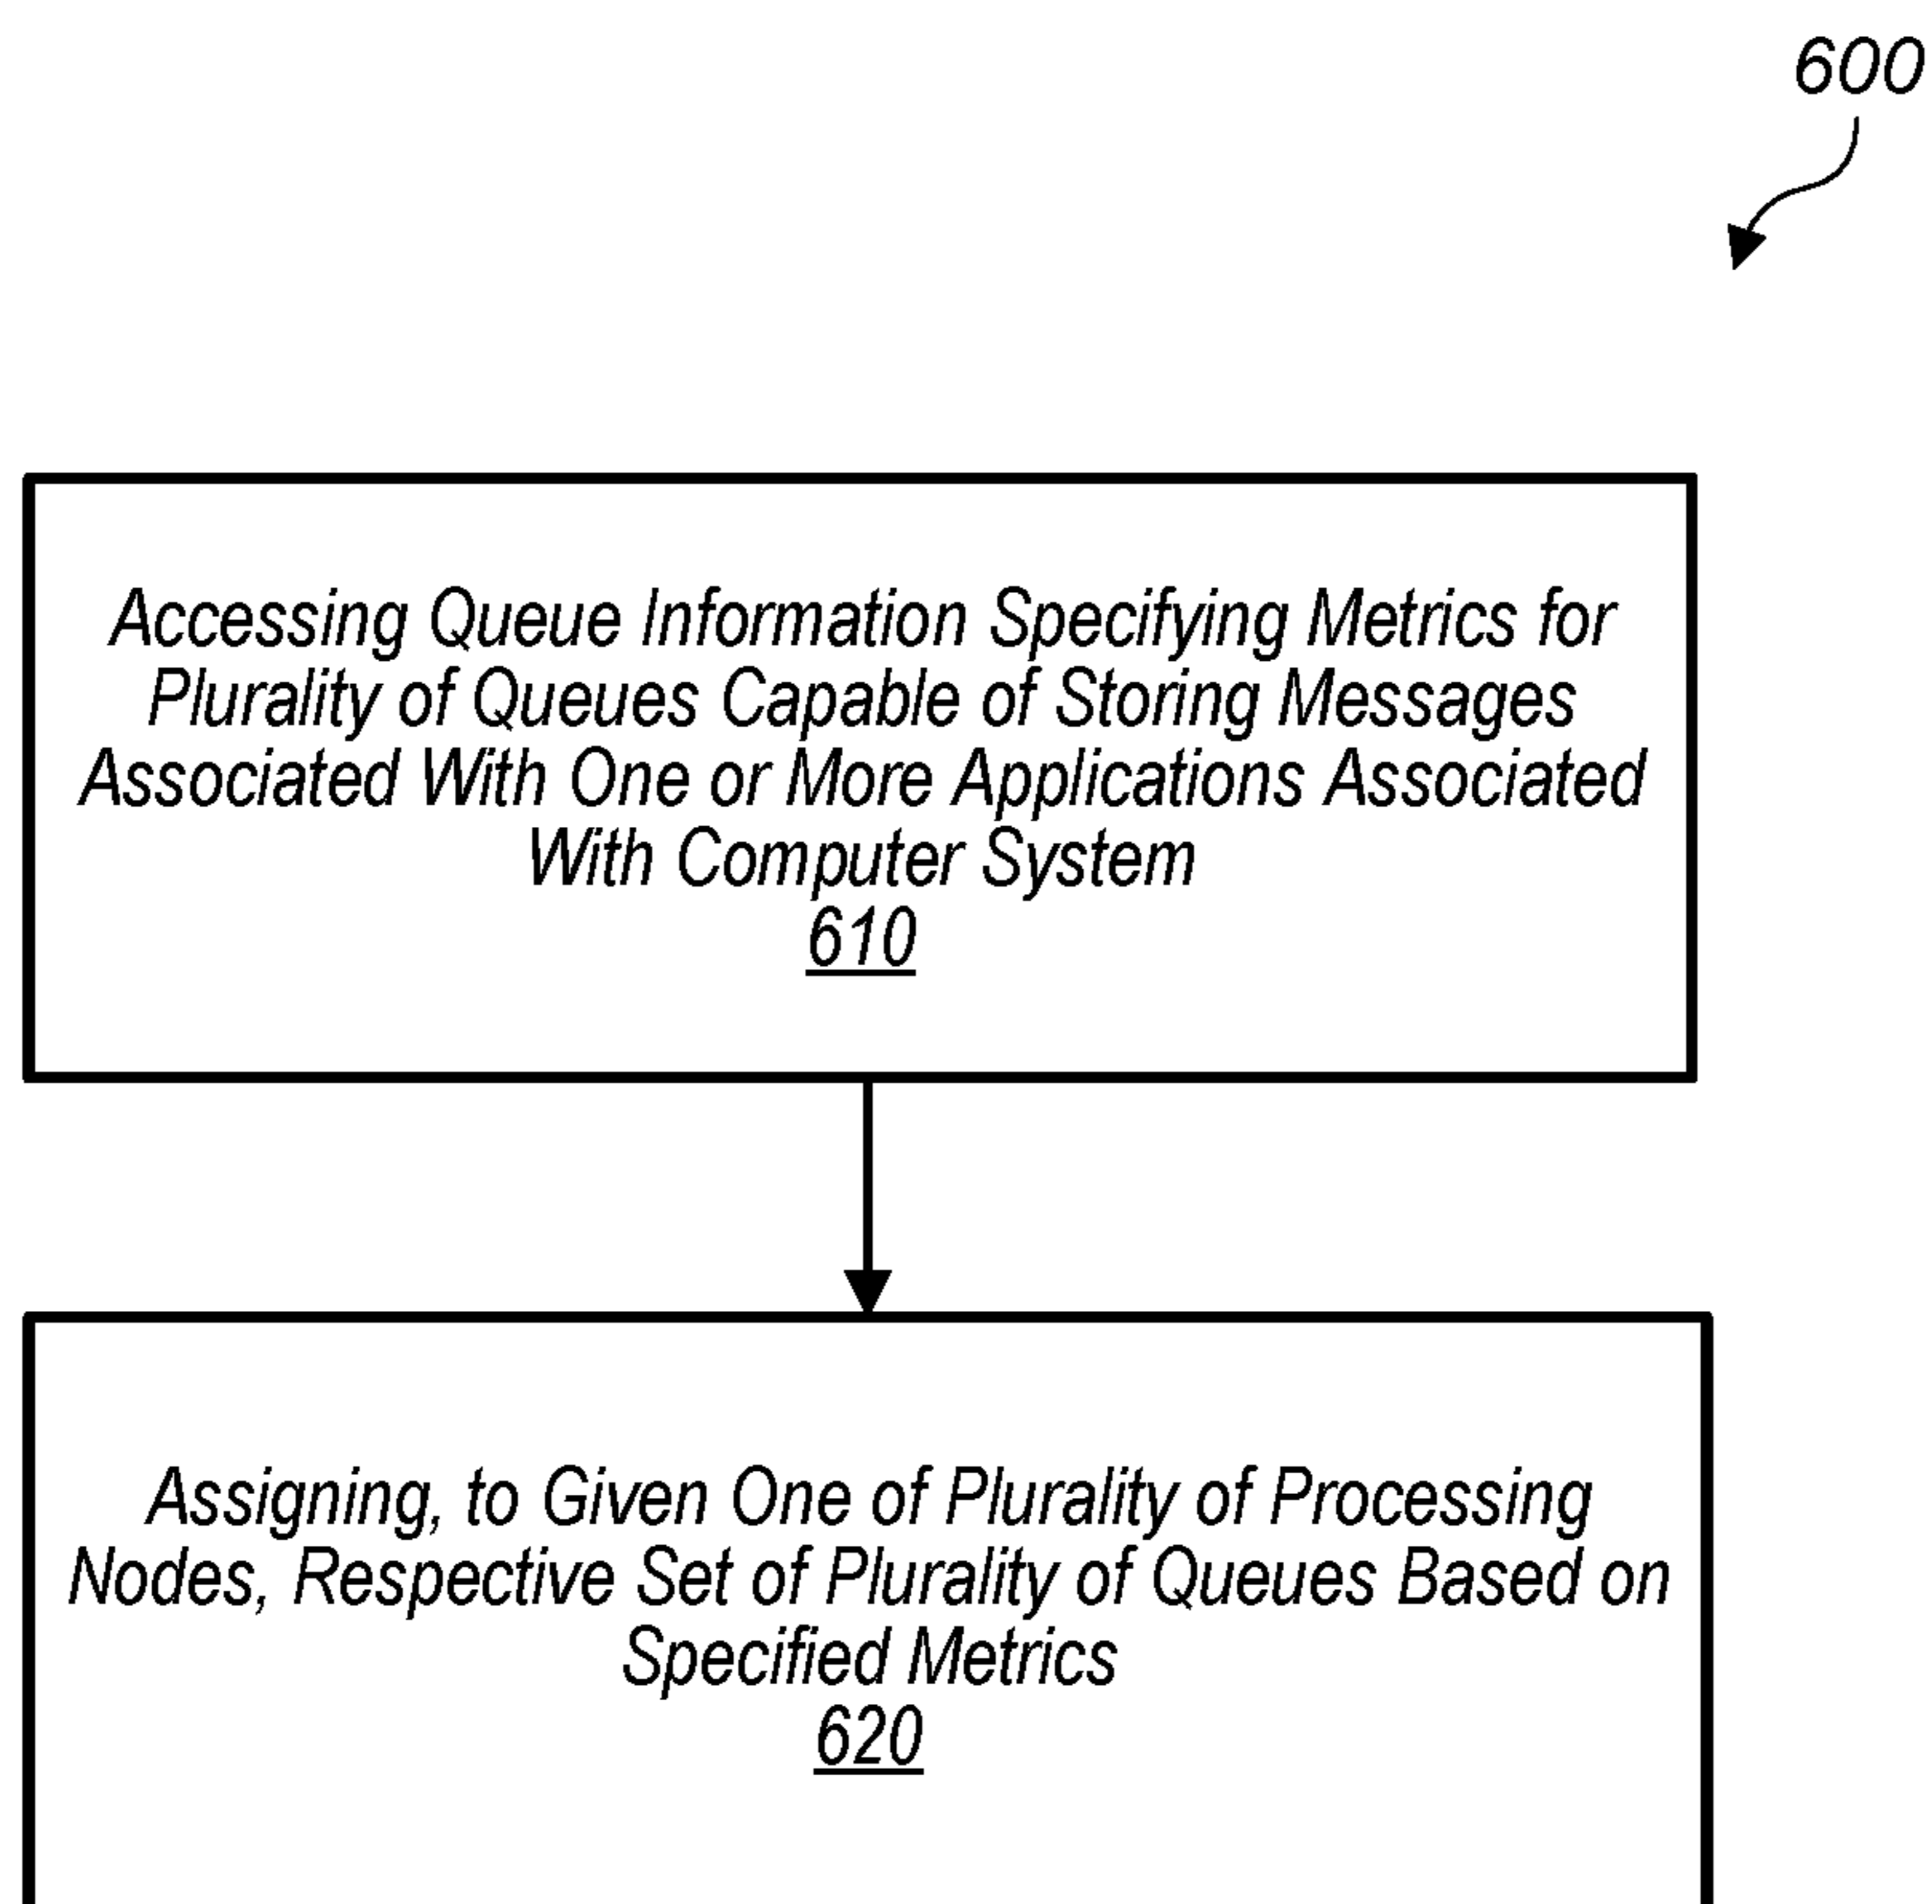 600
Accessing Queue Information Specifying Metrics for
Plurality of Queues Capable of Storing Messages
Associated With One or More Applications Associated
With Computer System
610
Assigning, to Given One of Plurality of Processing
Nodes, Respective Set of Plurality of Queues Based on
Specified Metrics
620